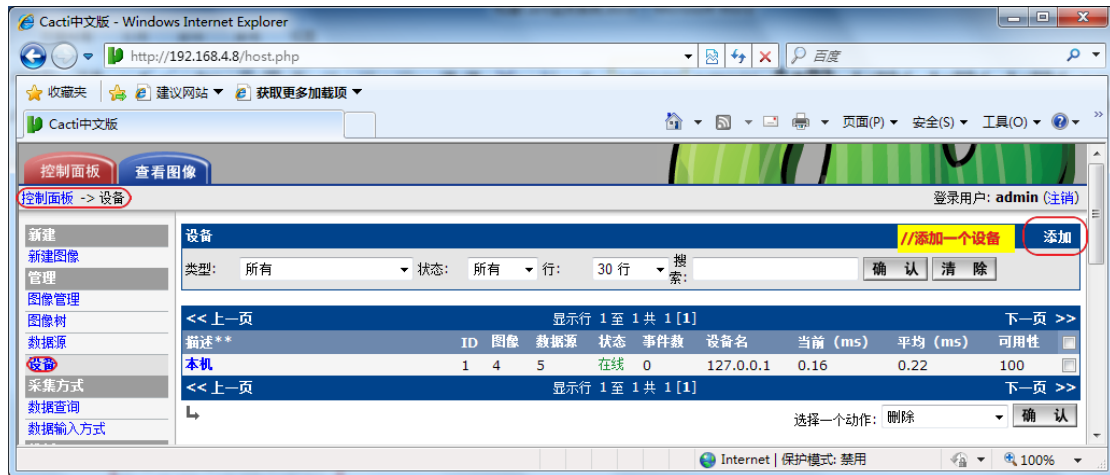 Cacti中文版 - Windows Internet Explorer
http://192.168.4.8/host.php
百度
收藏夹 建议网站 ▼ 获取更多加载项 ▼
Cacti中文版
页面(P) ▼ 安全(S) ▼ 工具(O) ▼ »
控制面板 查看图像
控制面板 -> 设备
登录用户: admin (注销)
新建
新建图像
管理
图像管理
图像树
数据源
设备
采集方式
数据查询
数据输入方式
设备
//添加一个设备
添加
类型: 所有 状态: 所有 行: 30 行 搜索: 确 认 清 除
<< 上一页 显示行 1 至 1 共 1 [1] 下一页 >>
描述** ID 图像 数据源 状态 事件数 设备名 当前 (ms) 平均 (ms) 可用性
本机 1 4 5 在线 0 127.0.0.1 0.16 0.22 100
<< 上一页 显示行 1 至 1 共 1 [1] 下一页 >>
选择一个动作: 删除 确 认
Internet | 保护模式: 禁用
100%